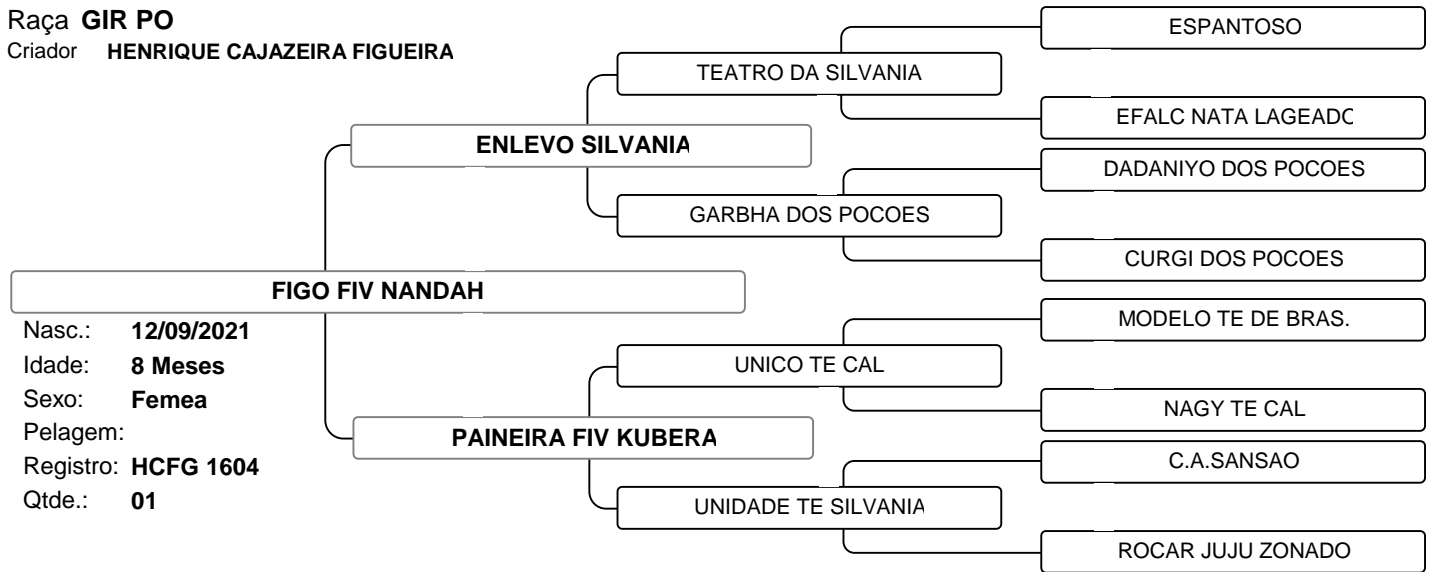 Raça GIR PO
Criador HENRIQUE CAJAZEIRA FIGUEIRA
ESPANTOSO
TEATRO DA SILVANIA
EFALC NATA LAGEADO
ENLEVO SILVANIA
DADANIYO DOS POCOES
GARBHA DOS POCOES
CURGI DOS POCOES
FIGO FIV NANDAH
Nasc.: 12/09/2021
Idade: 8 Meses
Sexo: Femea
Pelagem:
Registro: HCFG 1604
Qtde.: 01
MODELO TE DE BRAS.
UNICO TE CAL
NAGY TE CAL
PAINEIRA FIV KUBERA
C.A.SANSAO
UNIDADE TE SILVANIA
ROCAR JUJU ZONADO